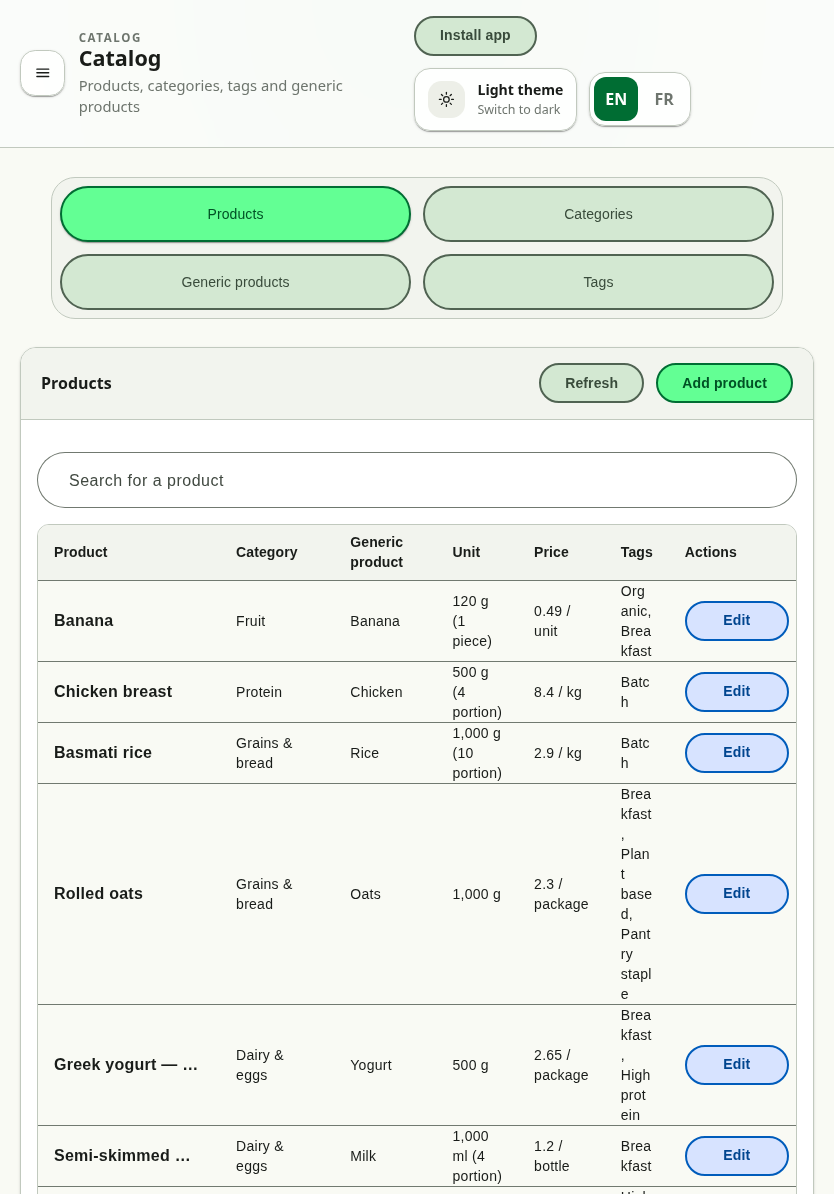 CATALOG
Catalog
Products, categories, tags and generic
products
Install app
Light theme
Switch to dark
EN
FR
Products
Categories
Generic products
Tags
Products
Refresh
Add product
Search for a product
Product
Category
Generic
product
Unit
Price
Tags
Actions
Banana
Fruit
Banana
120 g
(1
piece)
0.49 /
unit
Org
anic,
Brea
kfast
Edit
Chicken breast
Protein
Chicken
500 g
(4
portion)
8.4 / kg
Batc
h
Edit
Basmati rice
Grains &
bread
Rice
1,000 g
(10
portion)
2.9 / kg
Batc
h
Edit
Rolled oats
Grains &
bread
Oats
1,000 g
2.3 /
package
Brea
kfast
,
Plan
t
base
d,
Pant
ry
stapl
e
Edit
Greek yogurt — ...
Dairy &
eggs
Yogurt
500 g
2.65 /
package
Brea
kfast
,
High
prot
ein
Edit
Semi-skimmed ...
Dairy &
eggs
Milk
1,000
ml (4
portion)
1.2 /
bottle
Brea
kfast
Edit